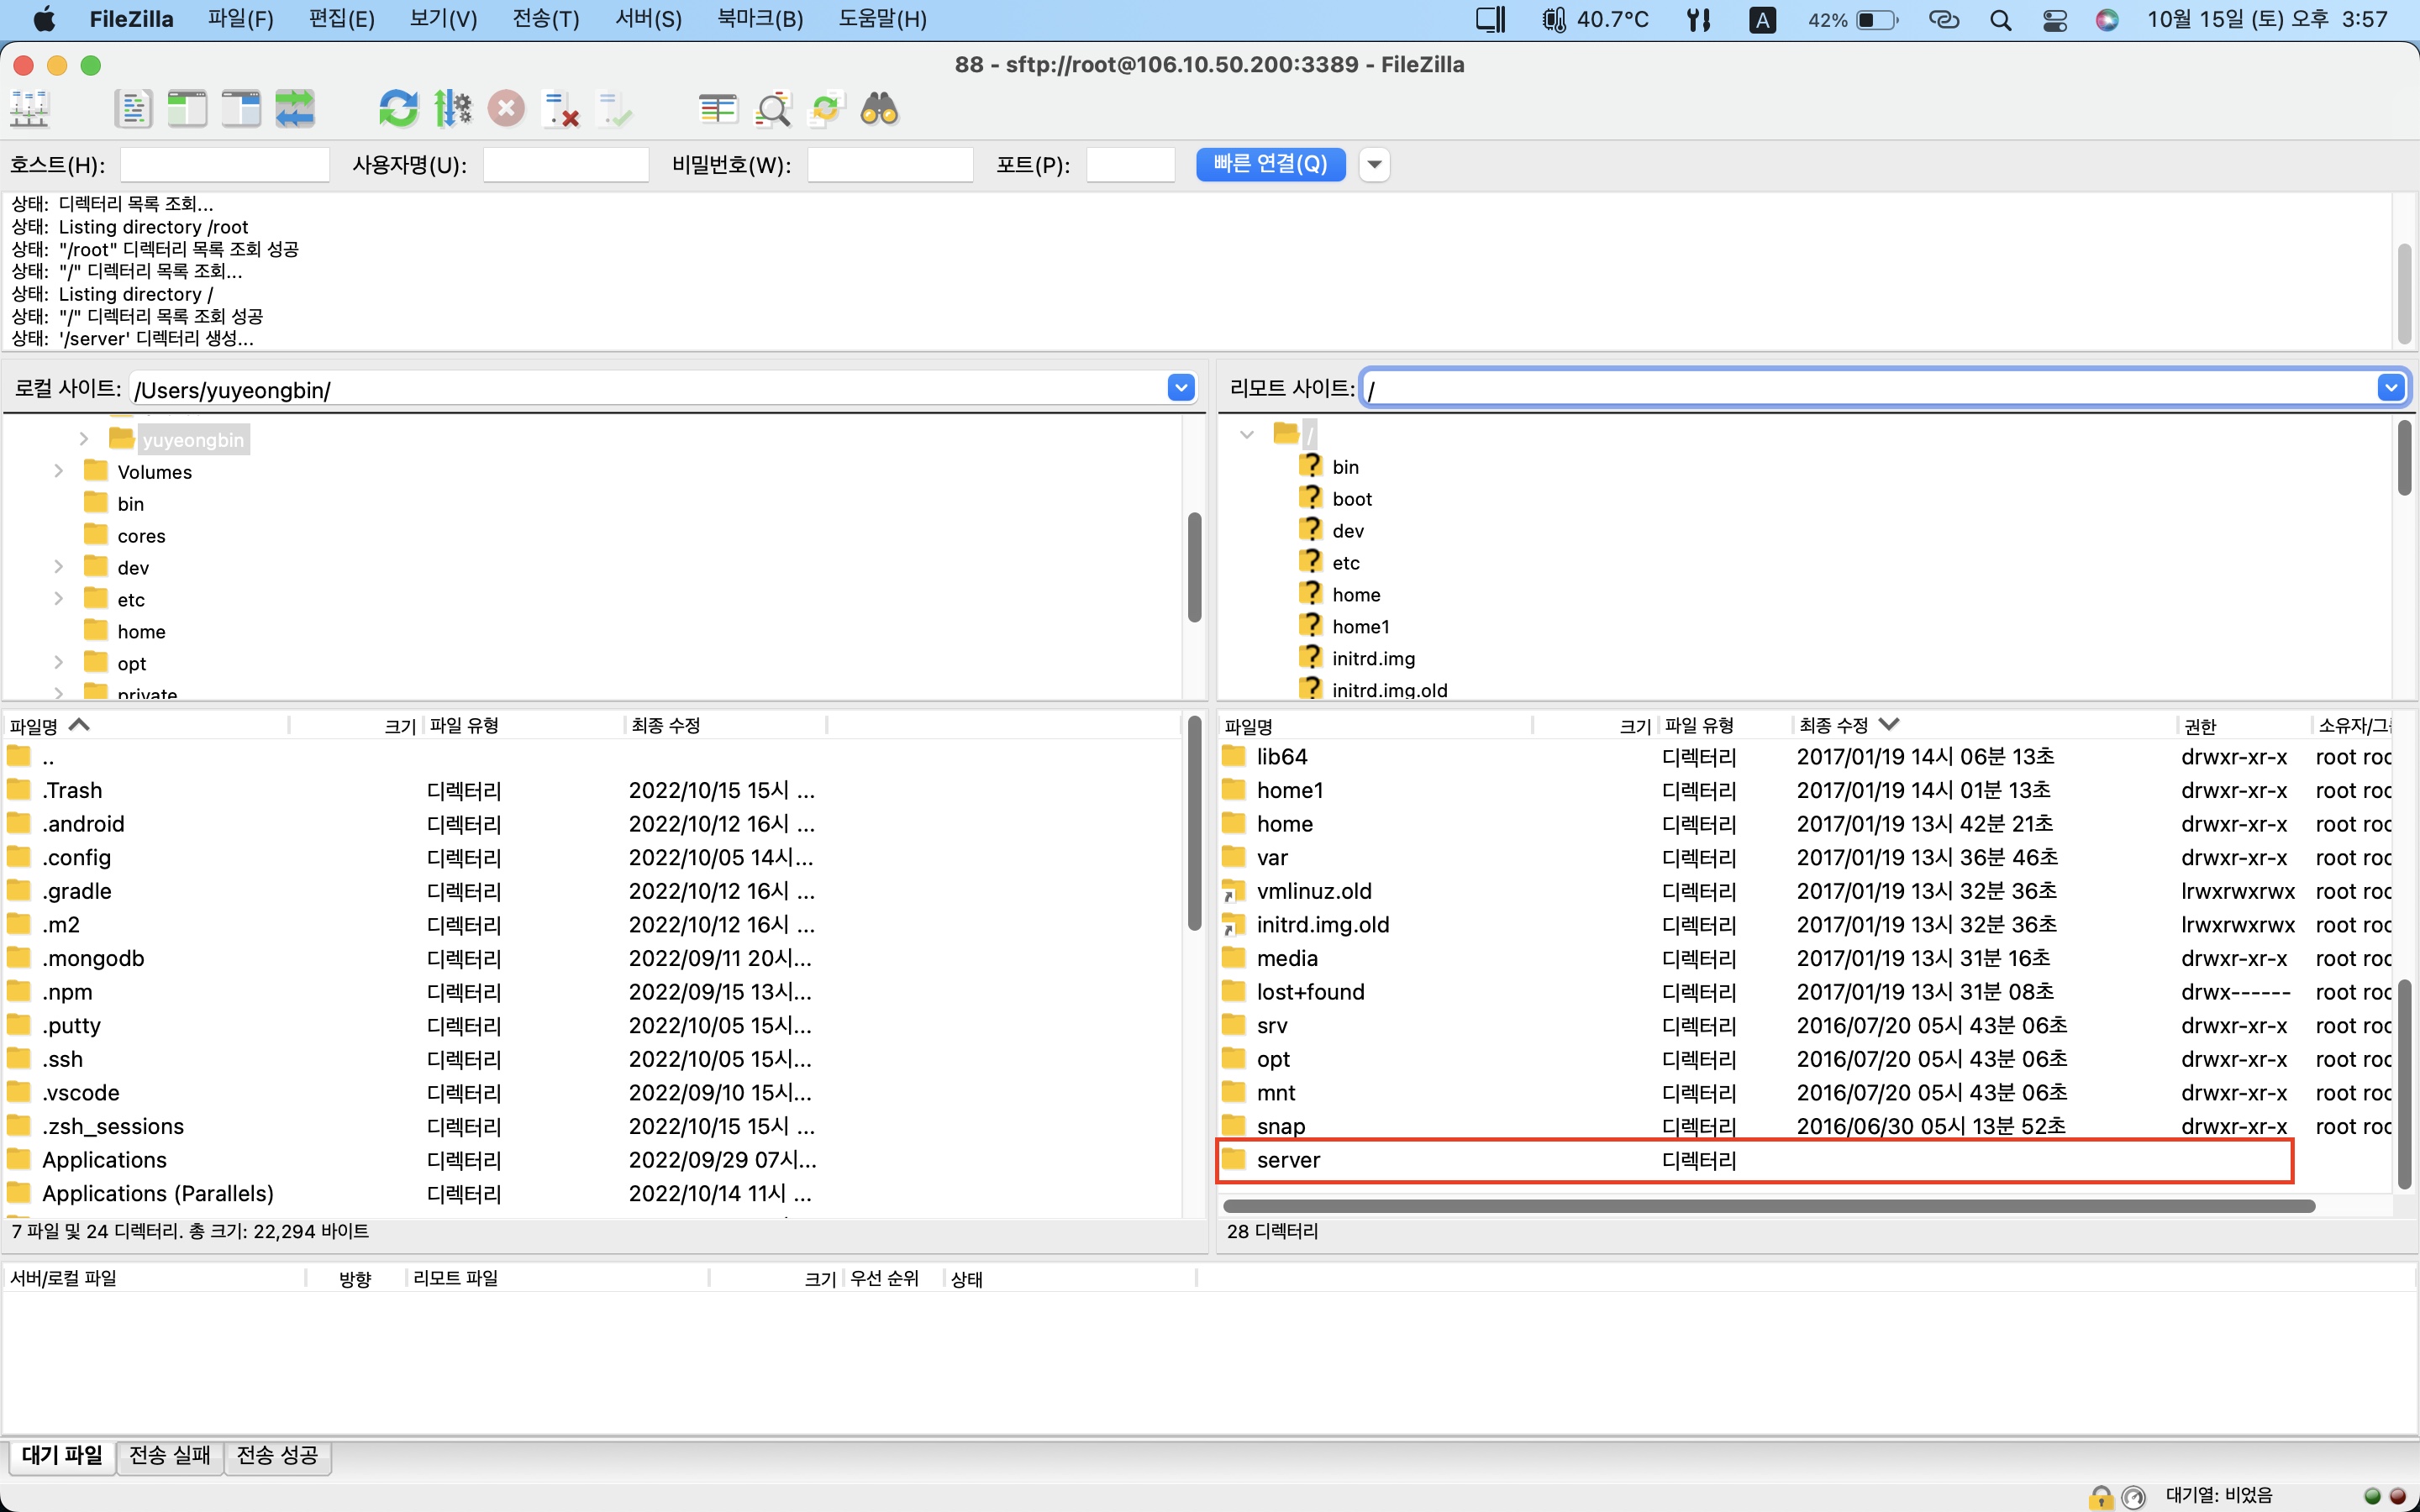 FileZilla 파일(F) 편집(E) 보기(V) 전송(T) 서버(S) 북마크(B) 도움말(H) 40.7°C A 42% 10월 15일 (토) 오후 3:57
88 - sftp://root@106.10.50.200:3389 - FileZilla
호스트(H): 사용자명(U): 비밀번호(W): 포트(P): 빠른 연결(Q)
상태: 디렉터리 목록 조회...
상태: Listing directory /root
상태: "/root" 디렉터리 목록 조회 성공
상태: "/" 디렉터리 목록 조회...
상태: Listing directory /
상태: "/" 디렉터리 목록 조회 성공
상태: '/server' 디렉터리 생성...
로컬 사이트: /Users/yuyeongbin/
yuyeongbin
Volumes
bin
cores
dev
etc
home
opt
private
리모트 사이트: /
/
bin
boot
dev
etc
home
home1
initrd.img
initrd.img.old
파일명 크기 파일 유형 최종 수정
..
.Trash 디렉터리 2022/10/15 15시 ...
.android 디렉터리 2022/10/12 16시 ...
.config 디렉터리 2022/10/05 14시...
.gradle 디렉터리 2022/10/12 16시 ...
.m2 디렉터리 2022/10/12 16시 ...
.mongodb 디렉터리 2022/09/11 20시...
.npm 디렉터리 2022/09/15 13시...
.putty 디렉터리 2022/10/05 15시...
.ssh 디렉터리 2022/10/05 15시...
.vscode 디렉터리 2022/09/10 15시...
.zsh_sessions 디렉터리 2022/10/15 15시 ...
Applications 디렉터리 2022/09/29 07시...
Applications (Parallels) 디렉터리 2022/10/14 11시 ...
7 파일 및 24 디렉터리. 총 크기: 22,294 바이트
파일명 크기 파일 유형 최종 수정 권한 소유자/그
lib64 디렉터리 2017/01/19 14시 06분 13초 drwxr-xr-x root roo
home1 디렉터리 2017/01/19 14시 01분 13초 drwxr-xr-x root roo
home 디렉터리 2017/01/19 13시 42분 21초 drwxr-xr-x root roo
var 디렉터리 2017/01/19 13시 36분 46초 drwxr-xr-x root roo
vmlinuz.old 디렉터리 2017/01/19 13시 32분 36초 lrwxrwxrwx root roo
initrd.img.old 디렉터리 2017/01/19 13시 32분 36초 lrwxrwxrwx root roo
media 디렉터리 2017/01/19 13시 31분 16초 drwxr-xr-x root roo
lost+found 디렉터리 2017/01/19 13시 31분 08초 drwx------ root roo
srv 디렉터리 2016/07/20 05시 43분 06초 drwxr-xr-x root roo
opt 디렉터리 2016/07/20 05시 43분 06초 drwxr-xr-x root roo
mnt 디렉터리 2016/07/20 05시 43분 06초 drwxr-xr-x root roo
snap 디렉터리 2016/06/30 05시 13분 52초 drwxr-xr-x root roo
server 디렉터리
28 디렉터리
서버/로컬 파일 방향 리모트 파일 크기 우선 순위 상태
대기 파일 전송 실패 전송 성공
대기열: 비었음